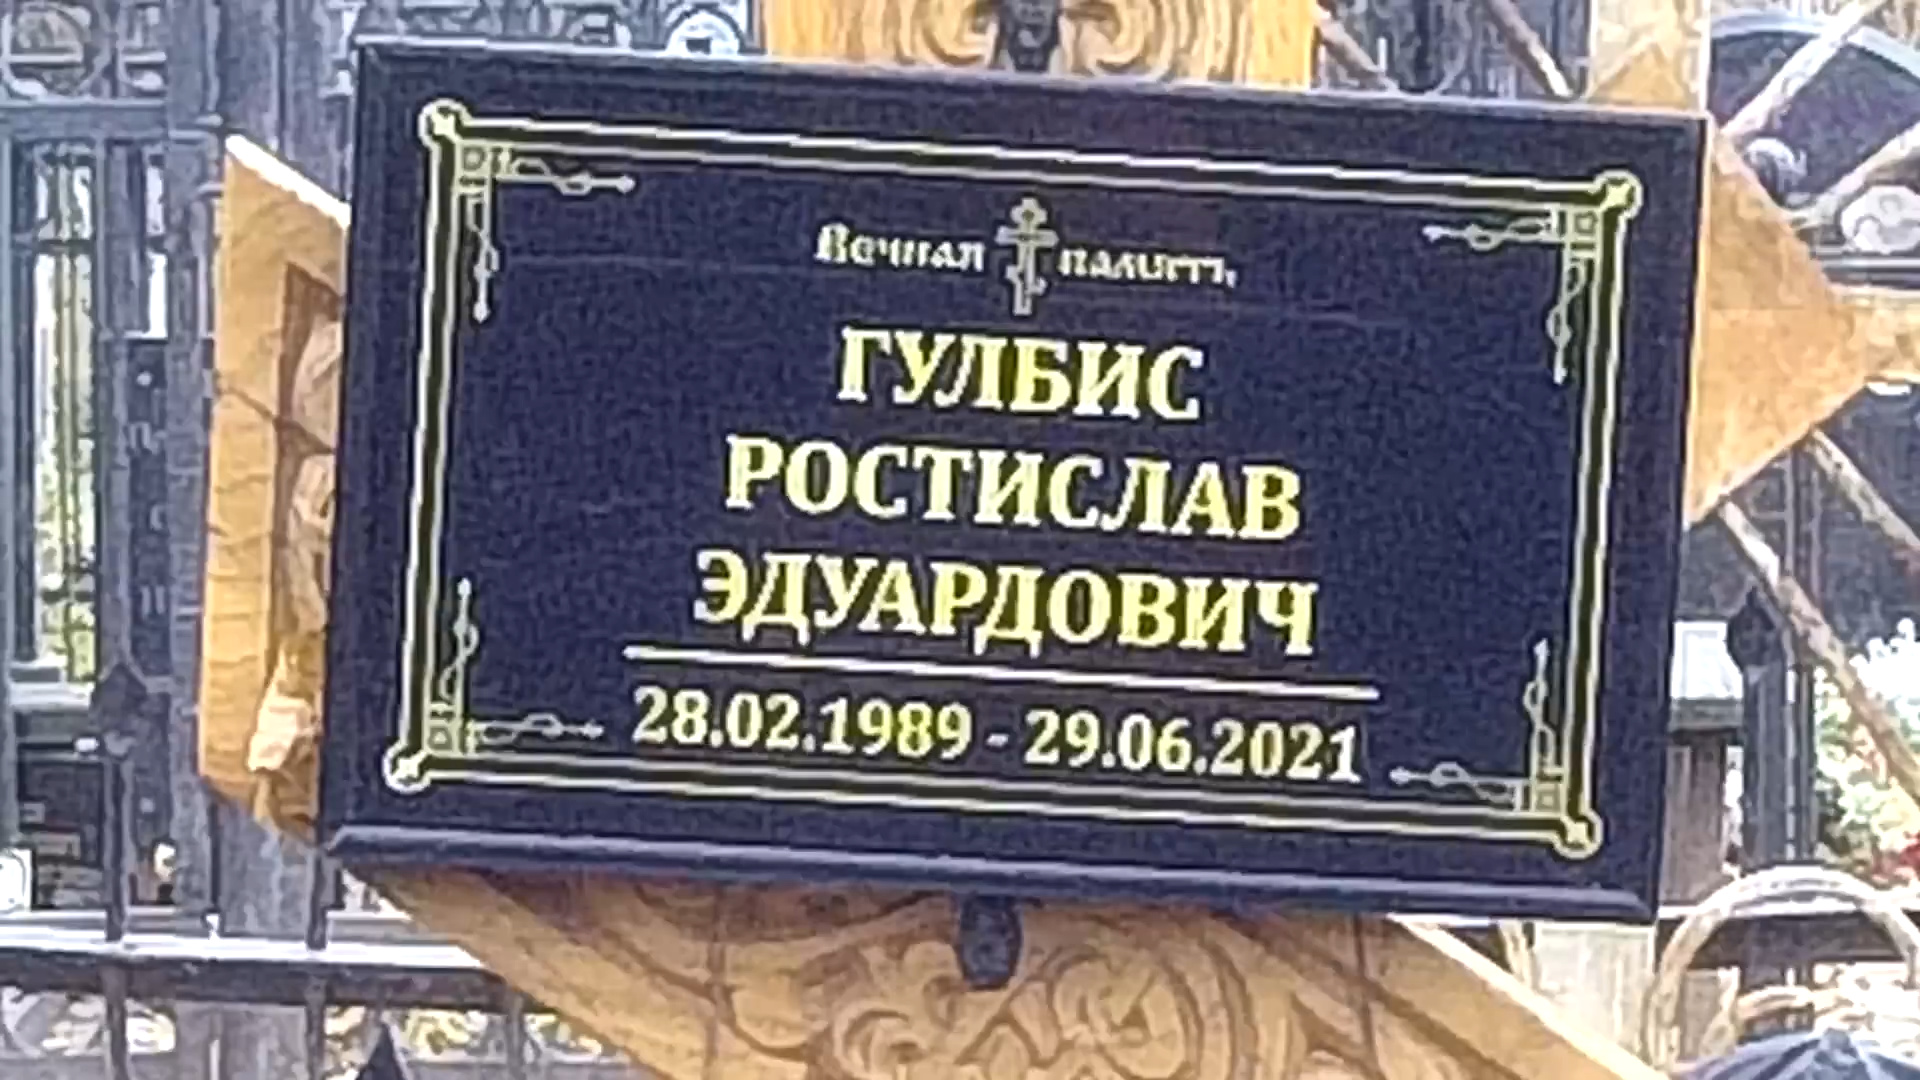 Вечная память
ГУЛБИС
РОСТИСЛАВ
ЭДУАРДОВИЧ
28.02.1989 - 29.06.2021